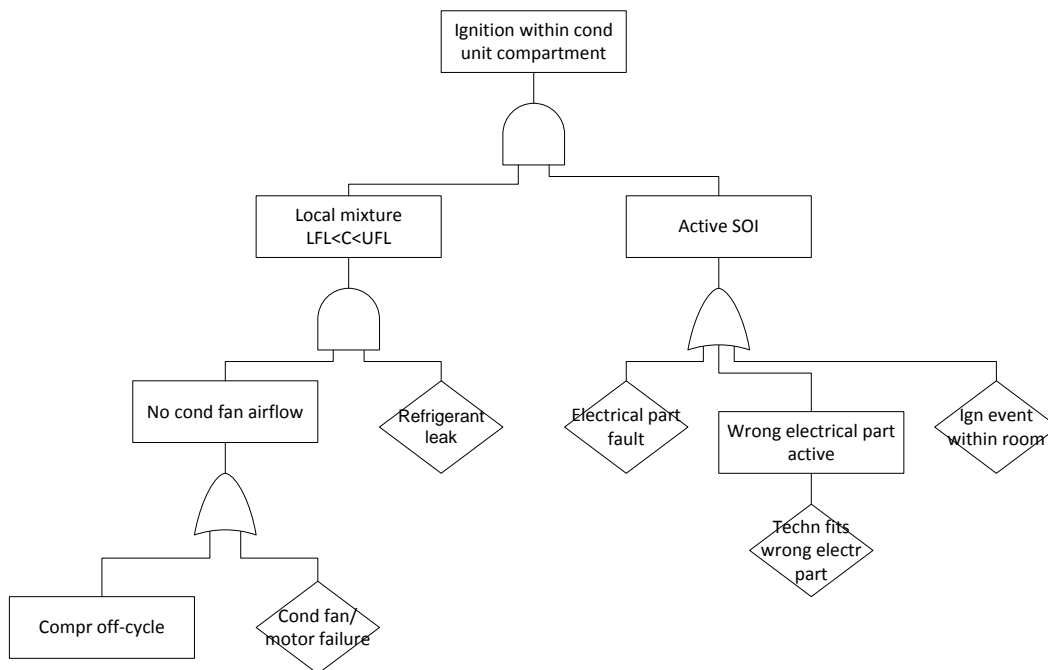 Ignition within cond
unit compartment
Local mixture
LFL<C<UFL
Active SOI
No cond fan airflow
Refrigerant
leak
Electrical part
fault
Wrong electrical part
active
Ign event
within room
Techn fits
wrong electr
part
Compr off-cycle
Cond fan/
motor failure